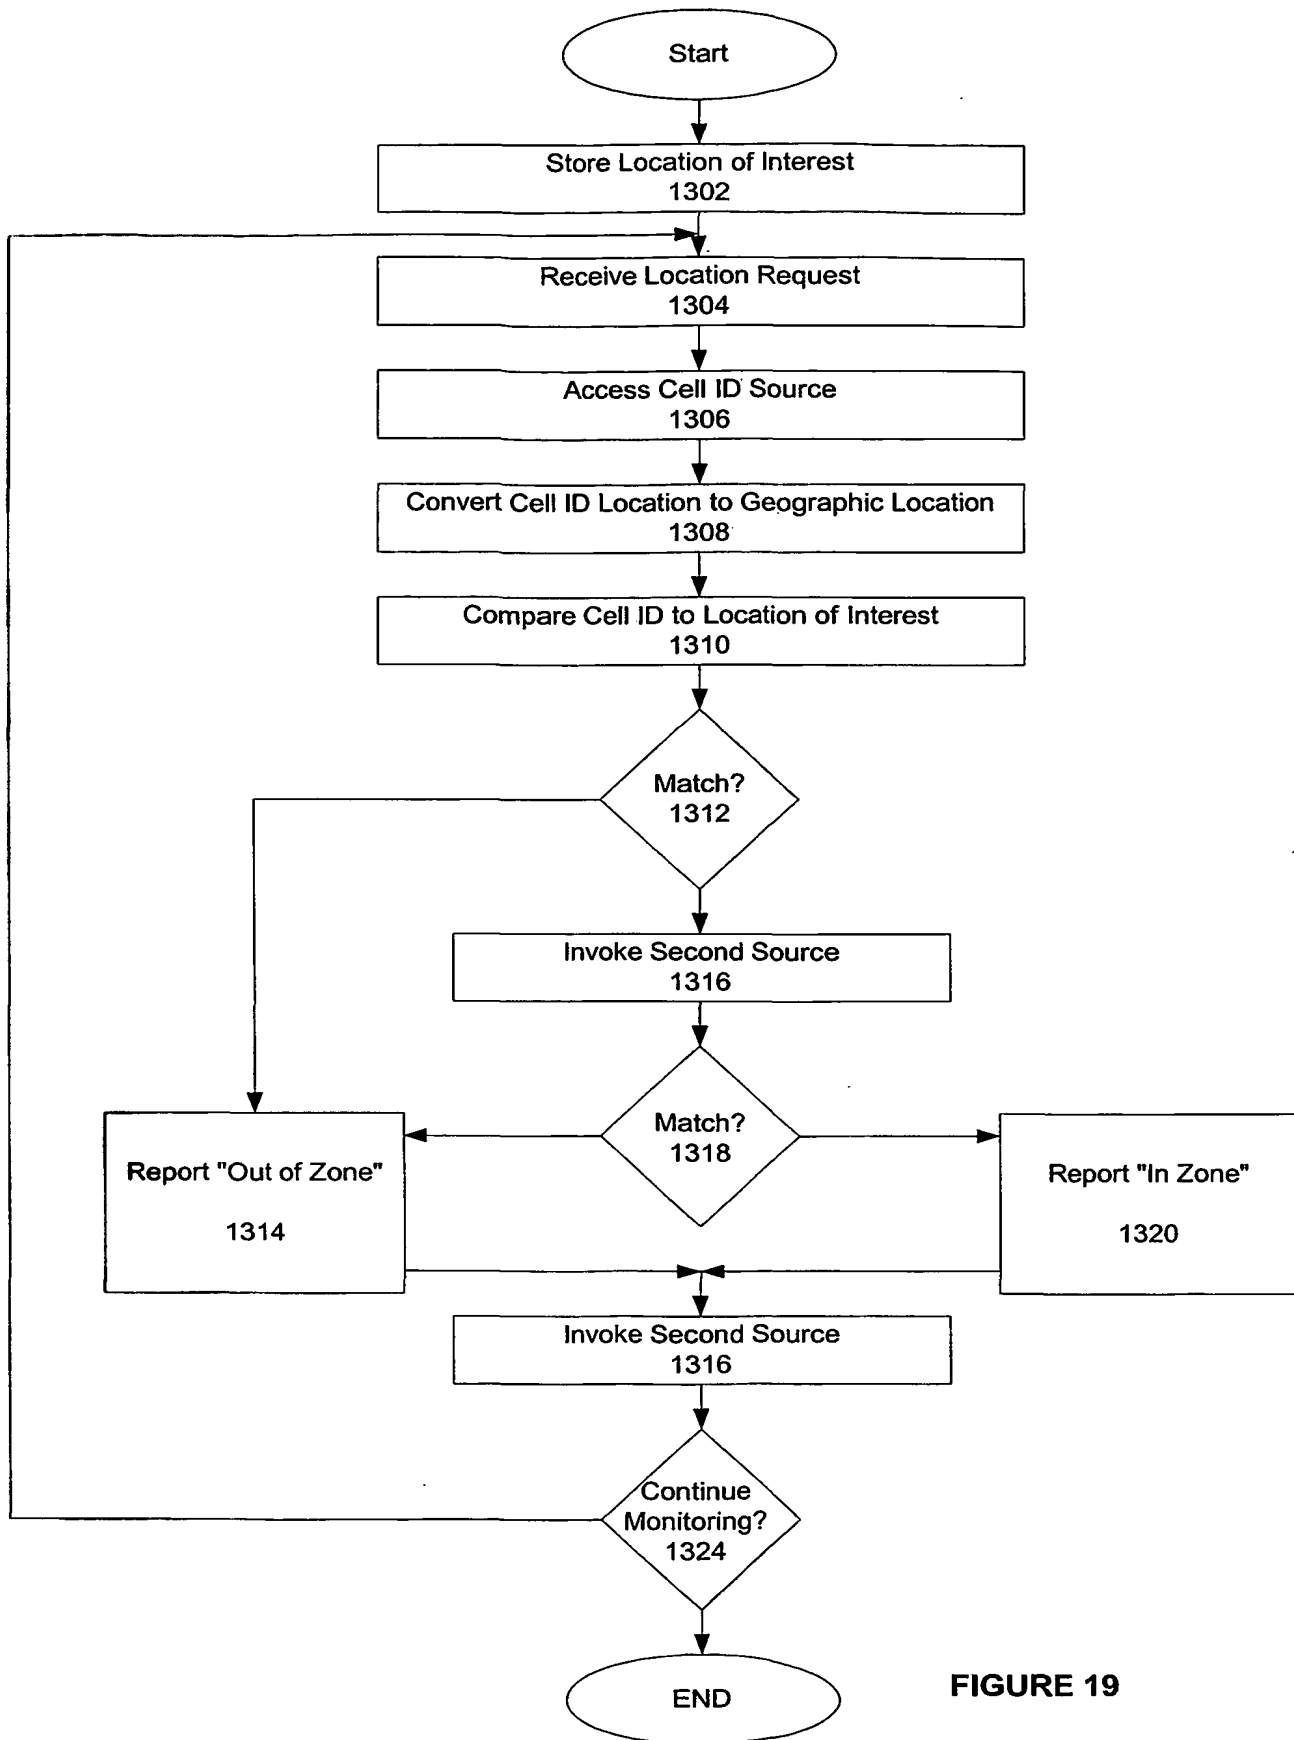 Start
Store Location of Interest
1302
Receive Location Request
1304
Access Cell ID Source
1306
Convert Cell ID Location to Geographic Location
1308
Compare Cell ID to Location of Interest
1310
Match?
1312
Invoke Second Source
1316
Match?
1318
Report "Out of Zone"
1314
Report "In Zone"
1320
Invoke Second Source
1316
Continue
Monitoring?
1324
END
FIGURE 19